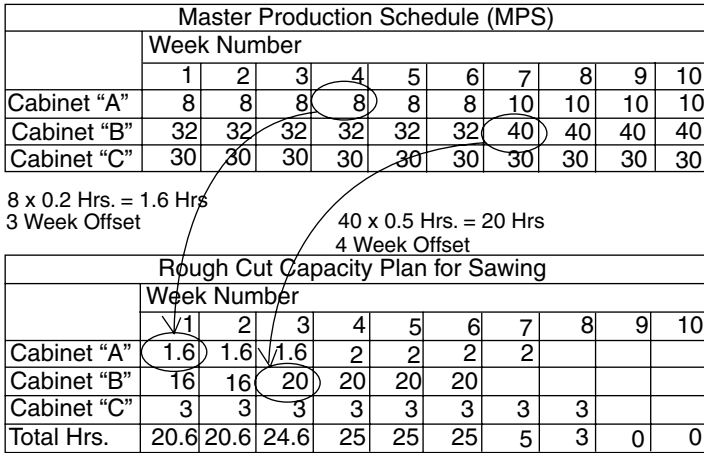 Master Production Schedule (MPS)
Week Number
1 2 3 4 5 6 7 8 9 10
Cabinet “A” 8 8 8 8 8 8 10 10 10 10
Cabinet “B” 32 32 32 32 32 32 40 40 40 40
Cabinet “C” 30 30 30 30 30 30 30 30 30 30
8 x 0.2 Hrs. = 1.6 Hrs
3 Week Offset
40 x 0.5 Hrs. = 20 Hrs
4 Week Offset
Rough Cut Capacity Plan for Sawing
Week Number
1 2 3 4 5 6 7 8 9 10
Cabinet “A” 1.6 1.6 1.6 2 2 2 2
Cabinet “B” 16 16 20 20 20 20
Cabinet “C” 3 3 3 3 3 3 3 3
Total Hrs. 20.6 20.6 24.6 25 25 25 5 3 0 0